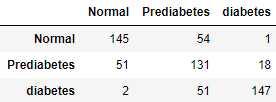 Normal Prediabetes diabetes
Normal 145 54 1
Prediabetes 51 131 18
diabetes 2 51 147